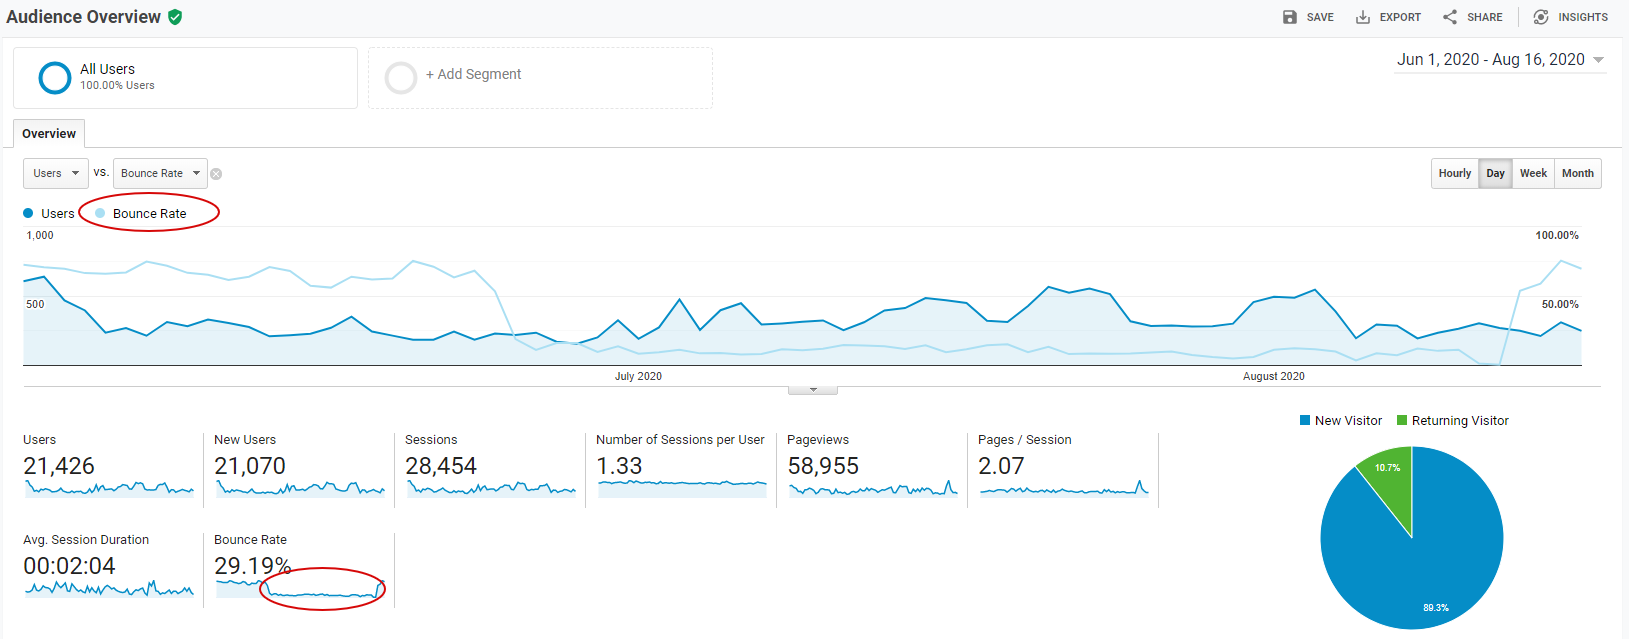 Audience Overview
SAVE EXPORT SHARE INSIGHTS
All Users
100.00% Users
+ Add Segment
Jun 1, 2020 - Aug 16, 2020
Overview
Users vs. Bounce Rate
Hourly Day Week Month
Users Bounce Rate
1,000 100.00%
500 50.00%
July 2020 August 2020
New Visitor Returning Visitor
Users New Users Sessions Number of Sessions per User Pageviews Pages / Session
21,426 21,070 28,454 1.33 58,955 2.07
10.7%
Avg. Session Duration Bounce Rate
00:02:04 29.19%
89.3%